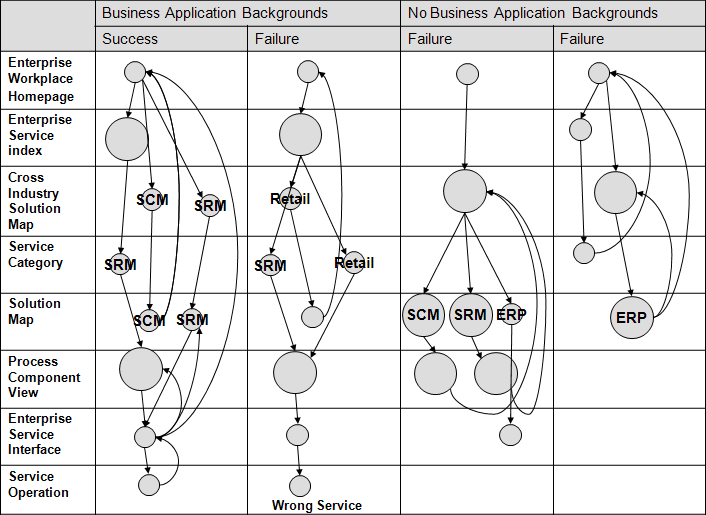 Business Application Backgrounds
No Business Application Backgrounds
Success
Failure
Failure
Failure
Enterprise
Workplace
Homepage
Enterprise
Service
index
Cross
Industry
Solution
Map
SCM
SRM
Retail
Service
Category
SRM
SRM
Retail
Solution
Map
SCM
SRM
SCM
SRM
ERP
ERP
Process
Component
View
Enterprise
Service
Interface
Service
Operation
Wrong Service